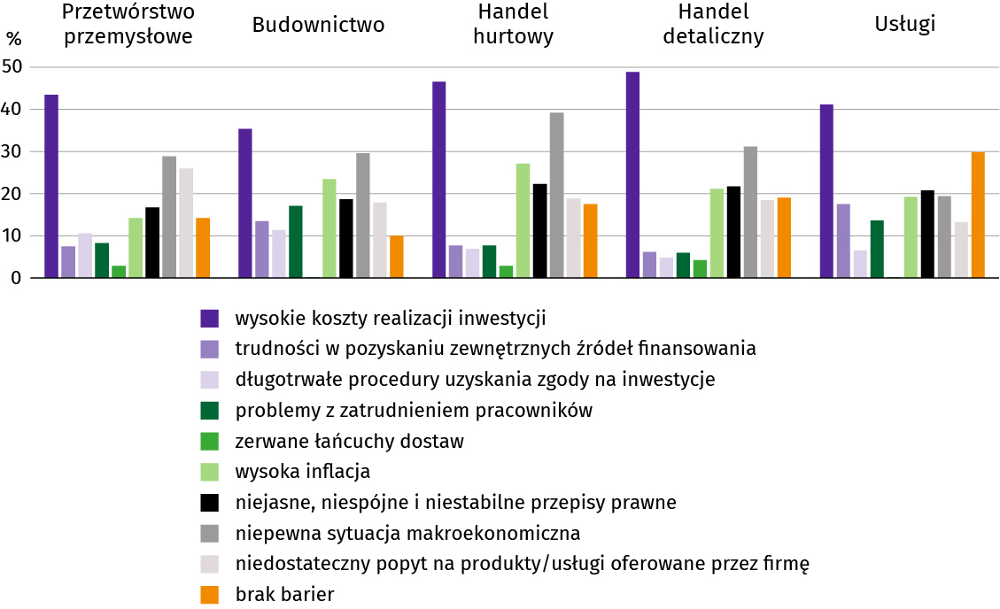 Przetwórstwo
przemysłowe
Budownictwo
Handel
hurtowy
Handel
detaliczny
Usługi
%
50
40
30
20
10
0
wysokie koszty realizacji inwestycji
trudności w pozyskaniu zewnętrznych źródeł finansowania
długotrwałe procedury uzyskania zgody na inwestycje
problemy z zatrudnieniem pracowników
zerwane łańcuchy dostaw
wysoka inflacja
niejasne, niespójne i niestabilne przepisy prawne
niepewna sytuacja makroekonomiczna
niedostateczny popyt na produkty/usługi oferowane przez firmę
brak barier